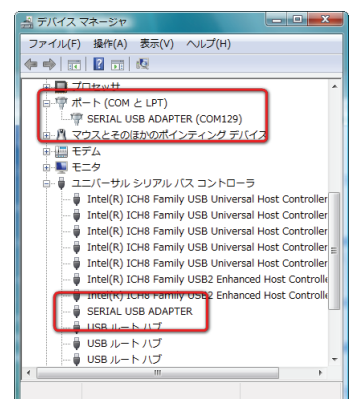 デバイス マネージャ
ファイル(F) 操作(A) 表示(V) ヘルプ(H)
プロセッサ
ポート (COM と LPT)
SERIAL USB ADAPTER (COM129)
マウスとそのほかのポインティング デバイス
モデム
モニタ
ユニバーサル シリアル バス コントローラ
Intel(R) ICH8 Family USB Universal Host Controller
Intel(R) ICH8 Family USB Universal Host Controller
Intel(R) ICH8 Family USB Universal Host Controller
Intel(R) ICH8 Family USB Universal Host Controller
Intel(R) ICH8 Family USB Universal Host Controller
Intel(R) ICH8 Family USB2 Enhanced Host Controlle
Intel(R) ICH8 Family USB2 Enhanced Host Controlle
SERIAL USB ADAPTER
USB ルート ハブ
USB ルート ハブ
USB ルート ハブ